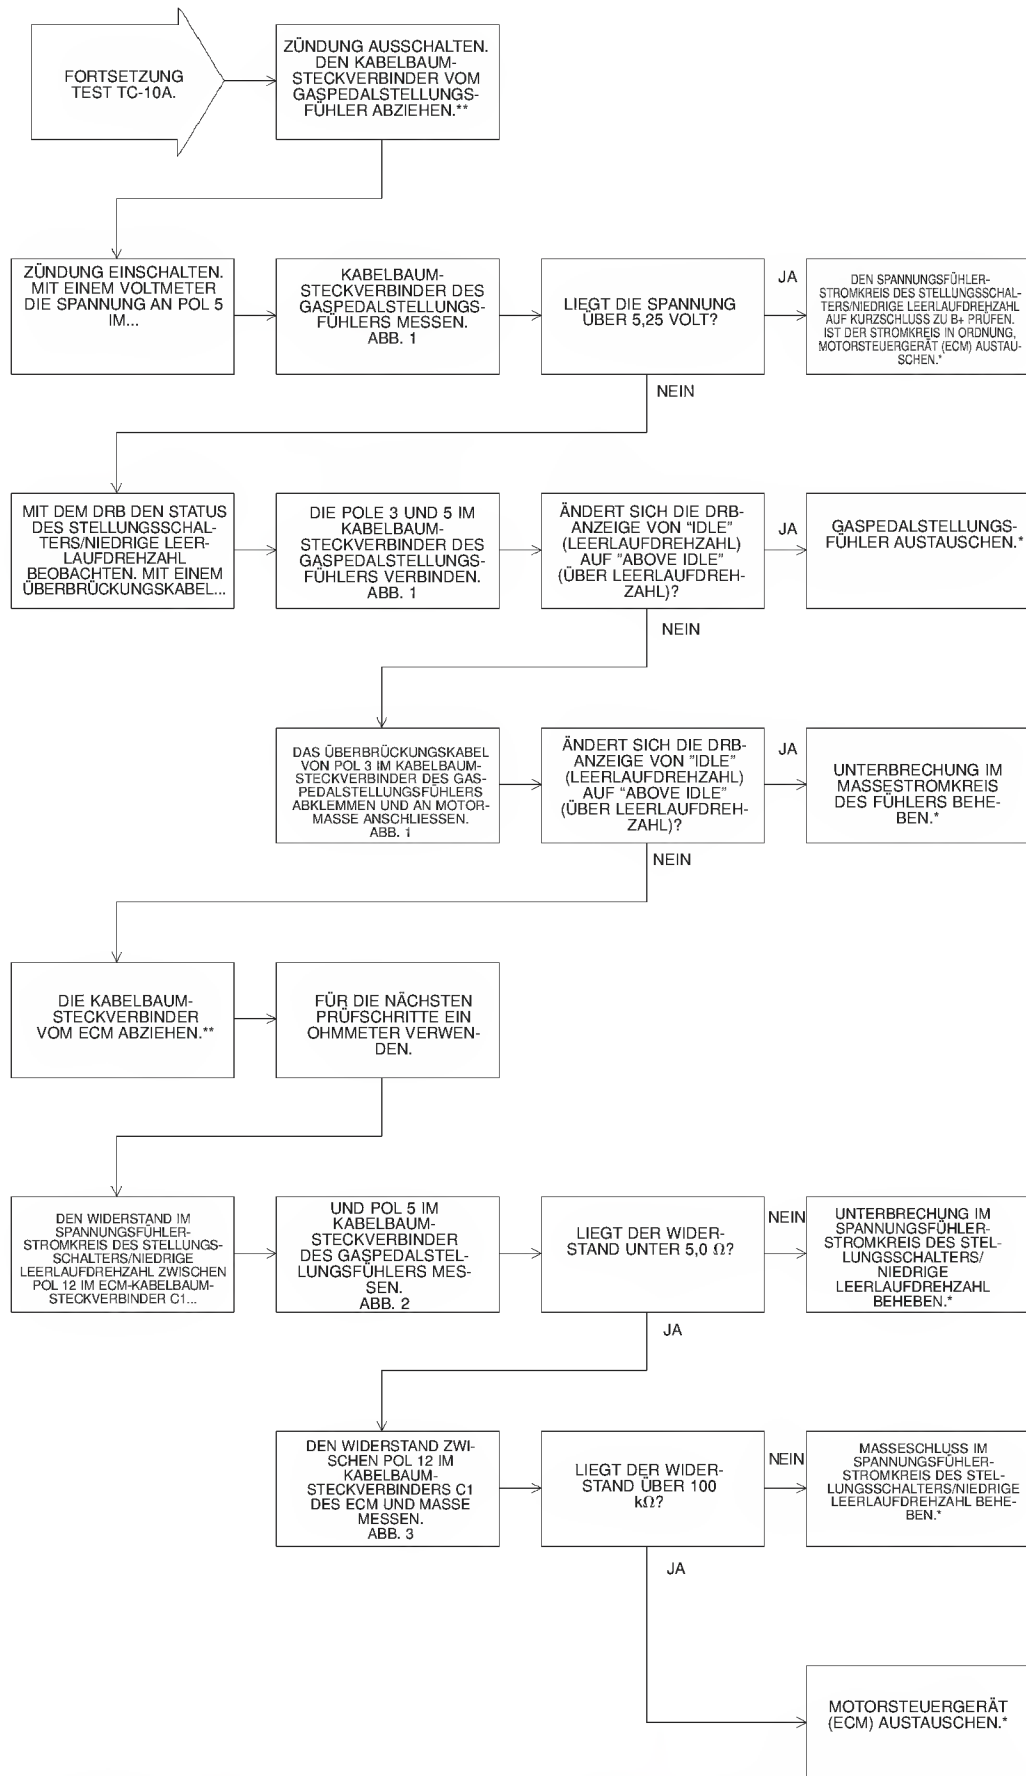 FORTSETZUNG
TEST TC-10A.
ZÜNDUNG AUSSCHALTEN.
DEN KABELBAUM-
STECKVERBINDER VOM
GASPEDALSTELLUNGS-
FÜHLER ABZIEHEN.**
ZÜNDUNG EINSCHALTEN.
MIT EINEM VOLTMETER
DIE SPANNUNG AN POL 5
IM...
KABELBAUM-
STECKVERBINDER DES
GASPEDALSTELLUNGS-
FÜHLERS MESSEN.
ABB. 1
LIEGT DIE SPANNUNG
ÜBER 5,25 VOLT?
JA
DEN SPANNUNGSFÜHLER-
STROMKREIS DES STELLUNGSSCHAL-
TERS/NIEDRIGE LEERLAUFDREHZAHL
AUF KURZSCHLUSS ZU B+ PRÜFEN.
IST DER STROMKREIS IN ORDNUNG,
MOTORSTEUERGERÄT (ECM) AUSTAU-
SCHEN.*
NEIN
MIT DEM DRB DEN STATUS
DES STELLUNGSSCHAL-
TERS/NIEDRIGE LEER-
LAUFDREHZAHL
BEOBACHTEN. MIT EINEM
ÜBERBRÜCKUNGSKABEL...
DIE POLE 3 UND 5 IM
KABELBAUM-
STECKVERBINDER DES
GASPEDALSTELLUNGS-
FÜHLERS VERBINDEN.
ABB. 1
ÄNDERT SICH DIE DRB-
ANZEIGE VON "IDLE"
(LEERLAUFDREHZAHL)
AUF "ABOVE IDLE"
(ÜBER LEERLAUFDREH-
ZAHL)?
JA
GASPEDALSTELLUNGS-
FÜHLER AUSTAUSCHEN.*
NEIN
DAS ÜBERBRÜCKUNGSKABEL
VON POL 3 IM KABELBAUM-
STECKVERBINDER DES GAS-
PEDALSTELLUNGSFÜHLERS
ABKLEMMEN UND AN MOTOR-
MASSE ANSCHLIESSEN.
ABB. 1
ÄNDERT SICH DIE DRB-
ANZEIGE VON "IDLE"
(LEERLAUFDREHZAHL)
AUF "ABOVE IDLE"
(ÜBER LEERLAUFDREH-
ZAHL)?
JA
UNTERBRECHUNG IM
MASSESTROMKREIS
DES FÜHLERS BEHE-
BEN.*
NEIN
DIE KABELBAUM-
STECKVERBINDER
VOM ECM ABZIEHEN.**
FÜR DIE NÄCHSTEN
PRÜFSCHRITTE EIN
OHMMETER VERWEN-
DEN.
DEN WIDERSTAND IM
SPANNUNGSFÜHLER-
STROMKREIS DES STELLUNGS-
SCHALTERS/NIEDRIGE
LEERLAUFDREHZAHL ZWISCHEN
POL 12 IM ECM-KABELBAUM-
STECKVERBINDER C1...
UND POL 5 IM
KABELBAUM-
STECKVERBINDER
DES GASPEDALSTEL-
LUNGSFÜHLERS MES-
SEN.
ABB. 2
LIEGT DER WIDER-
STAND UNTER 5,0 Ω?
NEIN
UNTERBRECHUNG IM
SPANNUNGSFÜHLER-
STROMKREIS DES STEL-
LUNGSSCHALTERS/
NIEDRIGE
LEERLAUFDREHZAHL
BEHEBEN.*
JA
DEN WIDERSTAND ZWI-
SCHEN POL 12 IM
KABELBAUM-
STECKVERBINDERS C1
DES ECM UND MASSE
MESSEN.
ABB. 3
LIEGT DER WIDER-
STAND ÜBER 100
kΩ?
NEIN
MASSESCHLUSS IM
SPANNUNGSFÜHLER-
STROMKREIS DES STEL-
LUNGSSCHALTERS/NIEDRIGE
LEERLAUFDREHZAHL BEHE-
BEN.*
JA
MOTORSTEUERGERÄT
(ECM) AUSTAUSCHEN.*